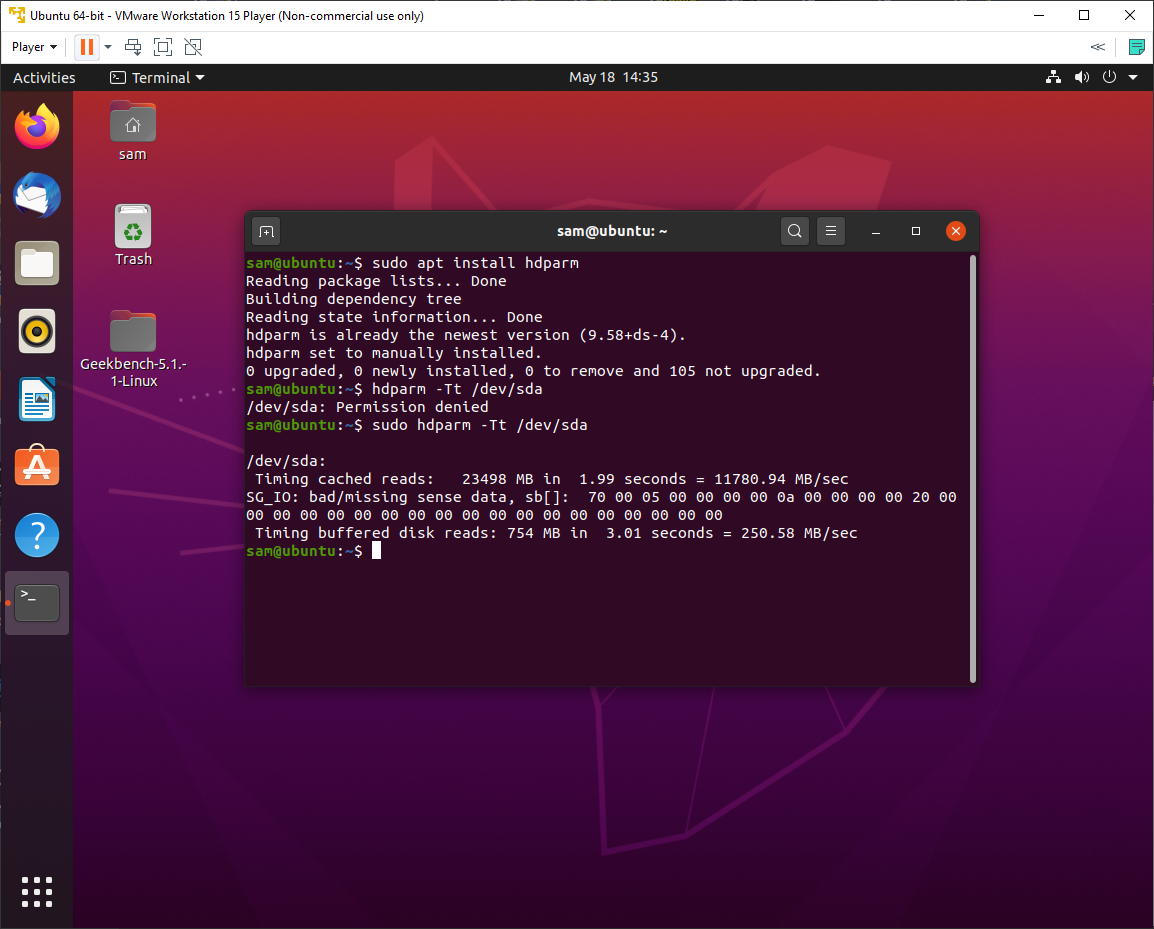 Ubuntu 64-bit - VMware Workstation 15 Player (Non-commercial use only)
Player
Activities
Terminal
May 18 14:35
sam
Trash
Geekbench-5.1.-
1-Linux
sam@ubuntu: ~
sam@ubuntu:~$ sudo apt install hdparm
Reading package lists... Done
Building dependency tree
Reading state information... Done
hdparm is already the newest version (9.58+ds-4).
hdparm set to manually installed.
0 upgraded, 0 newly installed, 0 to remove and 105 not upgraded.
sam@ubuntu:~$ hdparm -Tt /dev/sda
/dev/sda: Permission denied
sam@ubuntu:~$ sudo hdparm -Tt /dev/sda
/dev/sda:
Timing cached reads:   23498 MB in  1.99 seconds = 11780.94 MB/sec
SG_IO: bad/missing sense data, sb[]:  70 00 05 00 00 00 00 0a 00 00 00 00 20 00
00 00 00 00 00 00 00 00 00 00 00 00 00 00 00 00 00 00
Timing buffered disk reads: 754 MB in  3.01 seconds = 250.58 MB/sec
sam@ubuntu:~$